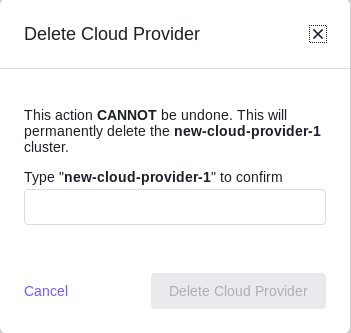 Delete Cloud Provider
This action CANNOT be undone. This will
permanently delete the new-cloud-provider-1
cluster.
Type "new-cloud-provider-1" to confirm
Cancel
Delete Cloud Provider